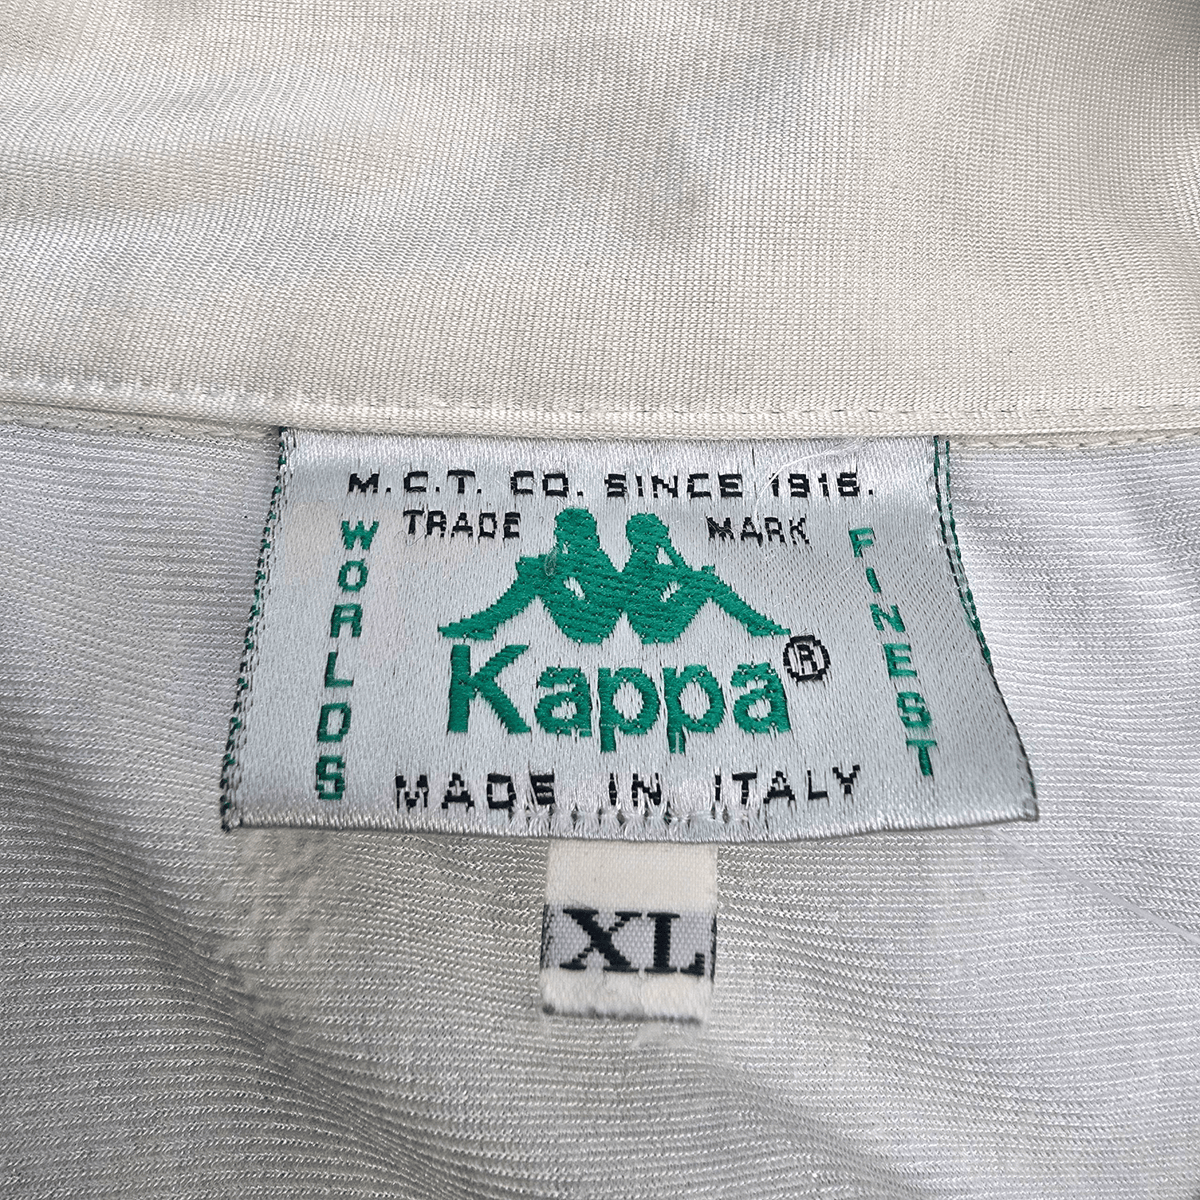 M.C.T. CO. SINCE 1916.
TRADE MARK
WORLDS
FINEST
Kappa®
MADE IN ITALY
XL